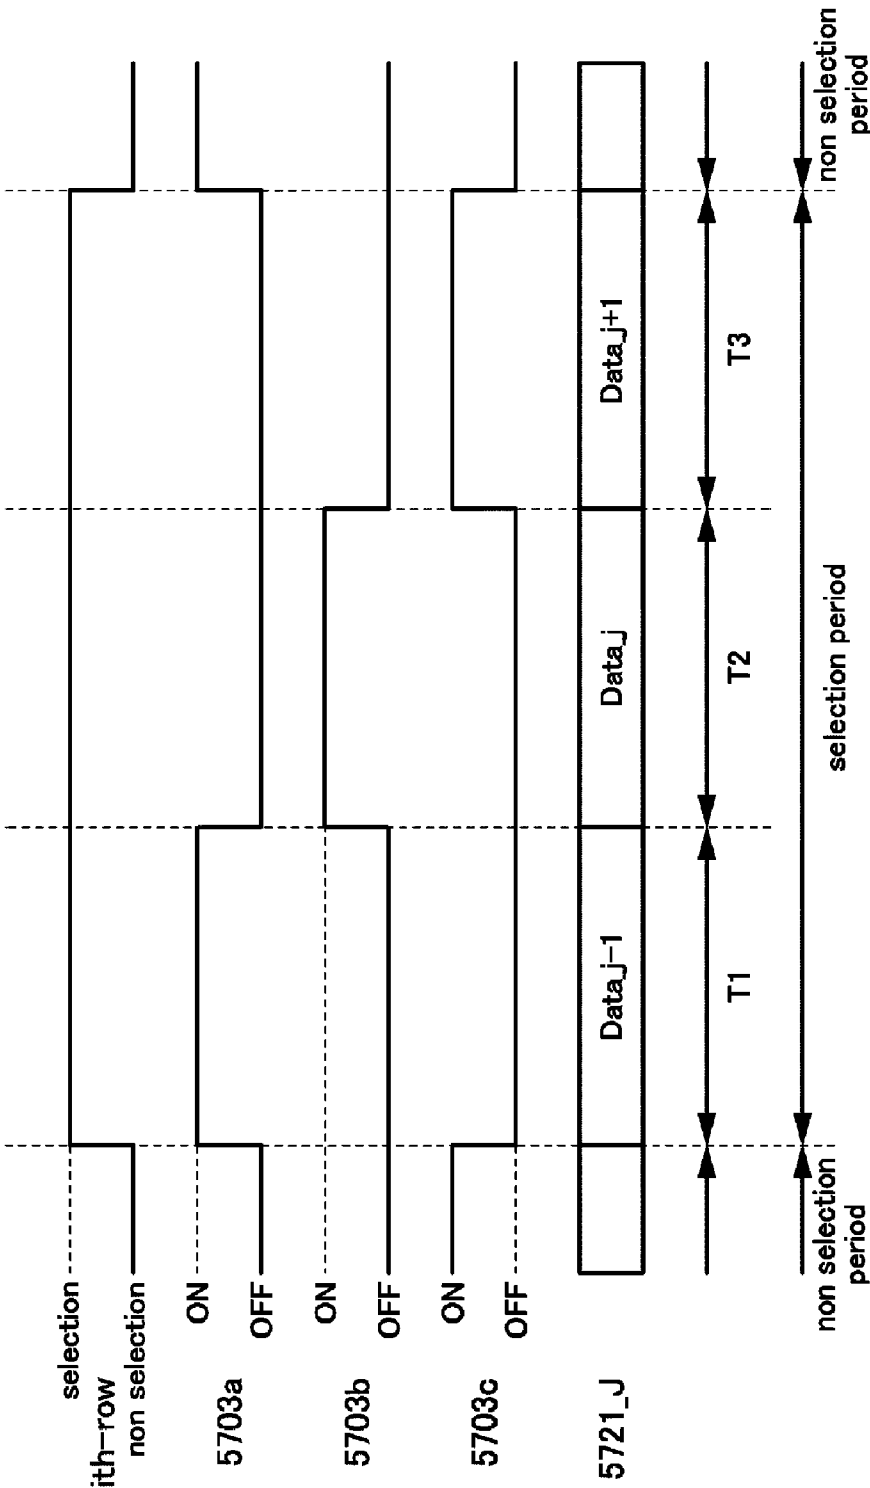 selection
ith-row
non selection
5703a
ON
OFF
5703b
ON
OFF
5703c
ON
OFF
5721_J
Data_j-1
Data_j
Data_j+1
T1
T2
T3
non selection
period
selection period
non selection
period